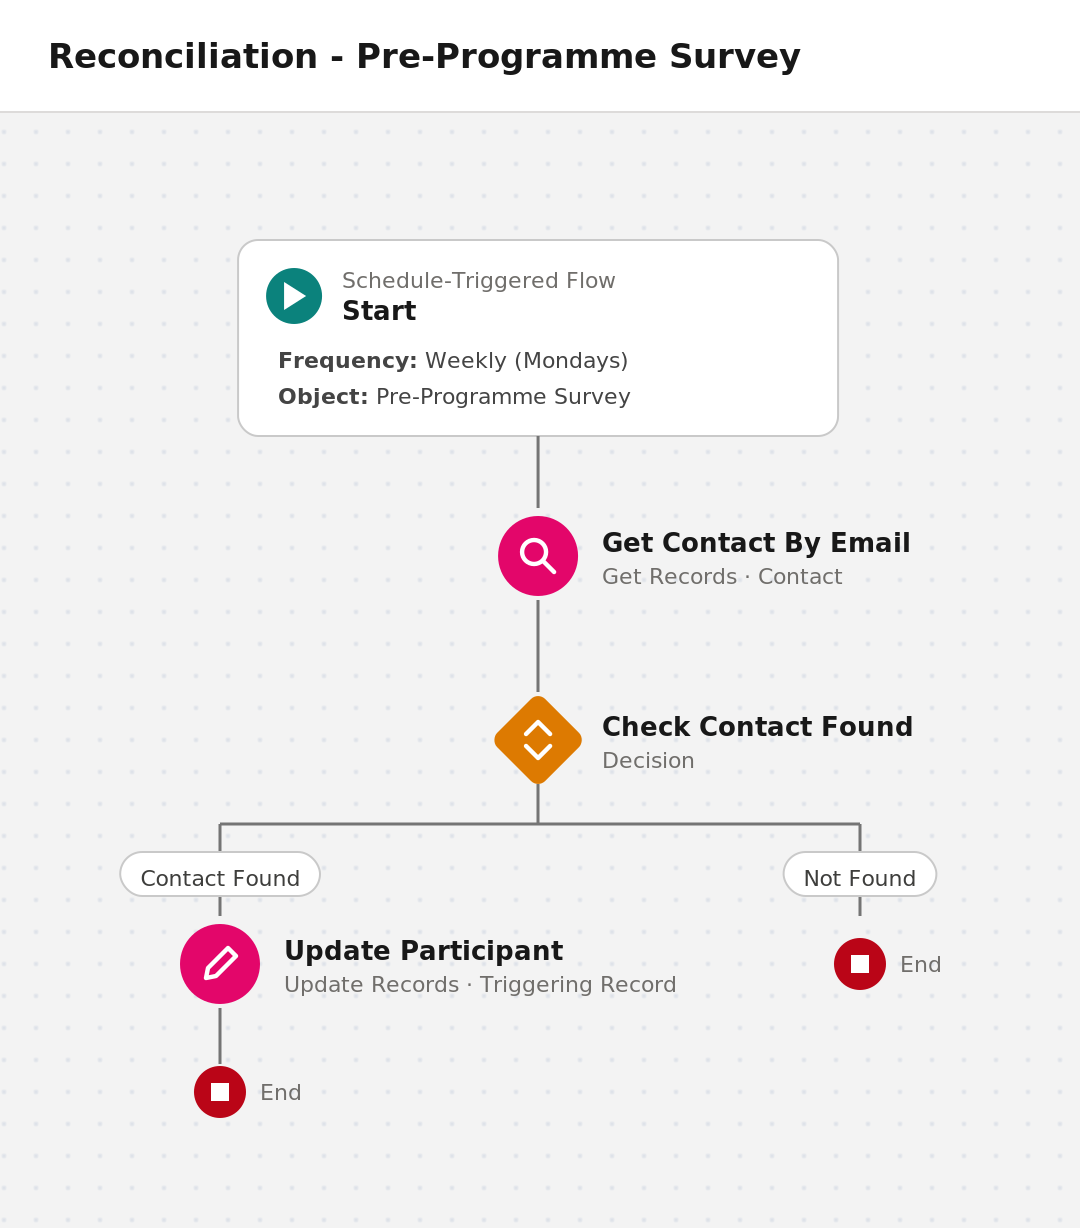 Reconciliation - Pre-Programme Survey
Schedule-Triggered Flow
Start
Frequency: Weekly (Mondays)
Object: Pre-Programme Survey
Get Contact By Email
Get Records · Contact
Check Contact Found
Decision
Contact Found
Not Found
Update Participant
Update Records · Triggering Record
End
End